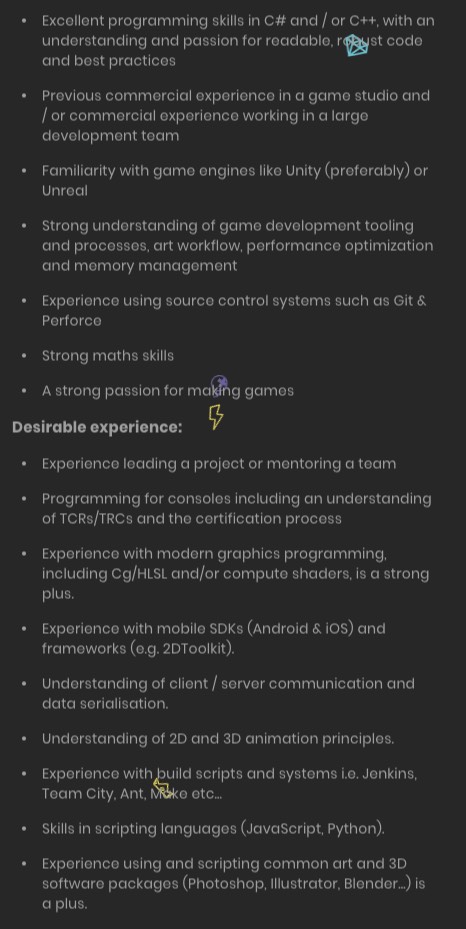 • Excellent programming skills in C# and / or C++, with an
understanding and passion for readable, robust code
and best practices
• Previous commercial experience in a game studio and
/ or commercial experience working in a large
development team
• Familiarity with game engines like Unity (preferably) or
Unreal
• Strong understanding of game development tooling
and processes, art workflow, performance optimization
and memory management
• Experience using source control systems such as Git &
Perforce
• Strong maths skills
• A strong passion for making games
Desirable experience:
• Experience leading a project or mentoring a team
• Programming for consoles including an understanding
of TCRs/TRCs and the certification process
• Experience with modern graphics programming,
including Cg/HLSL and/or compute shaders, is a strong
plus.
• Experience with mobile SDKs (Android & iOS) and
frameworks (e.g. 2DToolkit).
• Understanding of client / server communication and
data serialisation.
• Understanding of 2D and 3D animation principles.
• Experience with build scripts and systems i.e. Jenkins,
Team City, Ant, Make etc...
• Skills in scripting languages (JavaScript, Python).
• Experience using and scripting common art and 3D
software packages (Photoshop, Illustrator, Blender...) is
a plus.